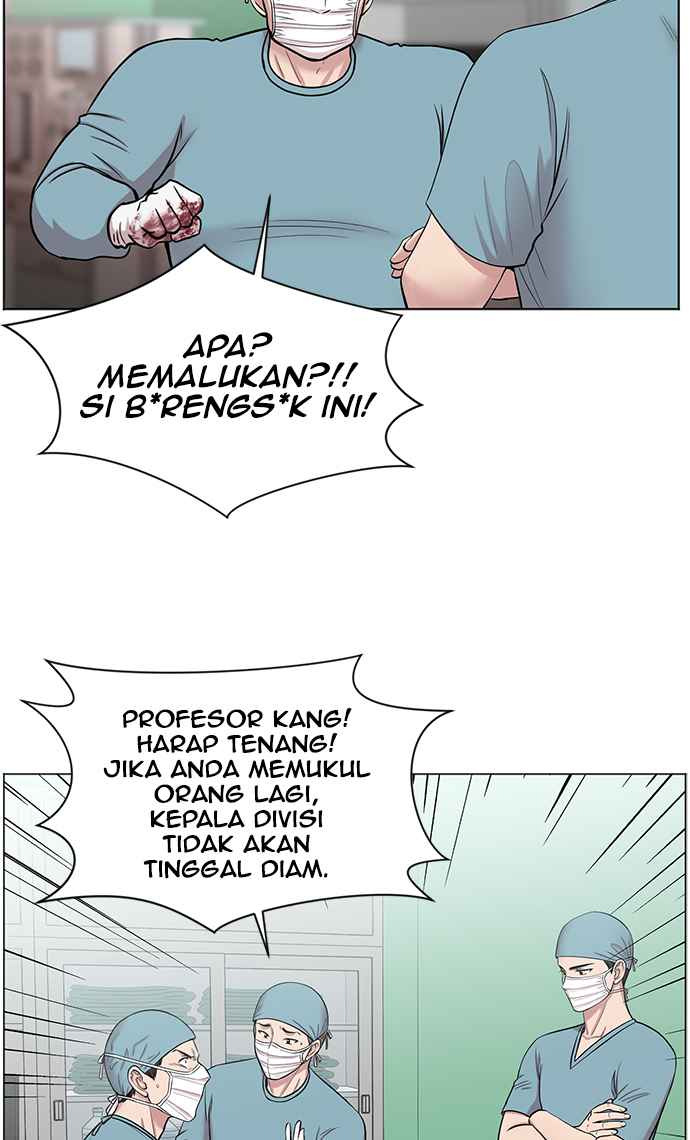 APA?
MEMALUKAN?!!
SI B*RENGS*K INI!
PROFESOR KANG!
HARAP TENANG!
JIKA ANDA MEMUKUL
ORANG LAGI,
KEPALA DIVISI
TIDAK AKAN
TINGGAL DIAM.